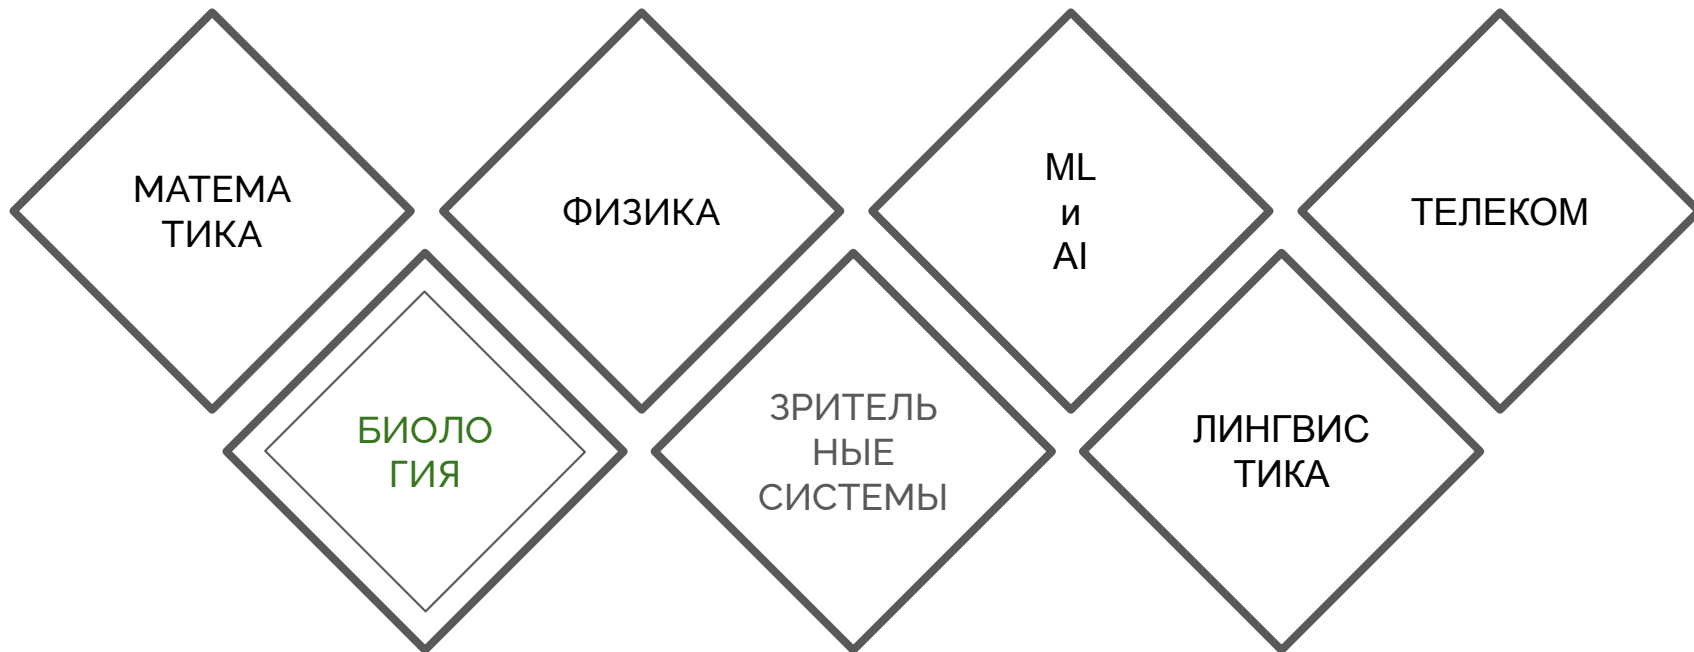 МАТЕМА
ТИКА
ФИЗИКА
ML
и
AI
ТЕЛЕКОМ
БИОЛО
ГИЯ
ЗРИТЕЛЬ
НЫЕ
СИСТЕМЫ
ЛИНГВИС
ТИКА